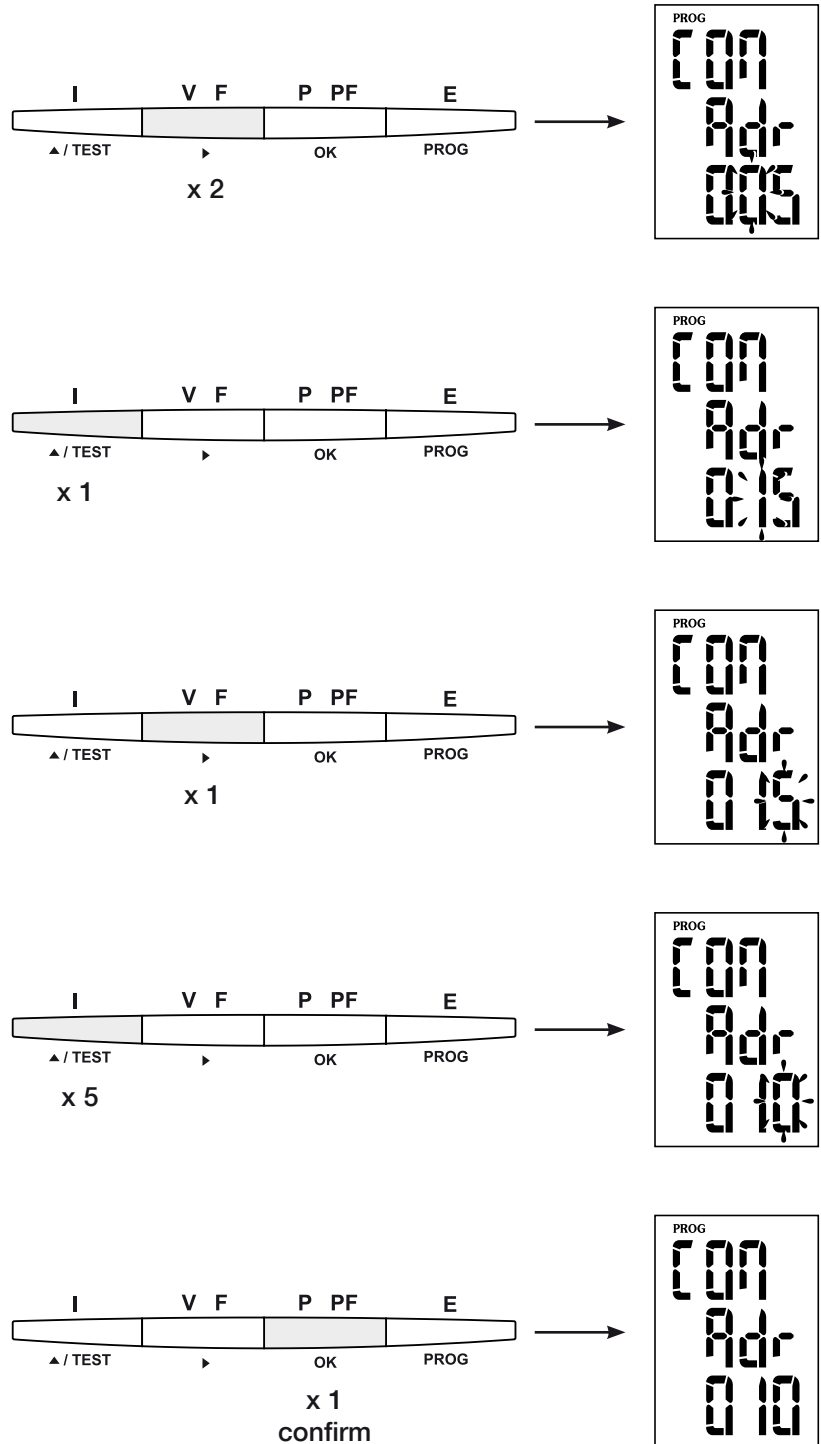 PROG
COM
Adr
005
I V F P PF E
▲ / TEST ▶ OK PROG
x 2
PROG
COM
Adr
015
I V F P PF E
▲ / TEST ▶ OK PROG
x 1
PROG
COM
Adr
015
I V F P PF E
▲ / TEST ▶ OK PROG
x 1
PROG
COM
Adr
010
I V F P PF E
▲ / TEST ▶ OK PROG
x 5
PROG
COM
Adr
010
I V F P PF E
▲ / TEST ▶ OK PROG
x 1
confirm